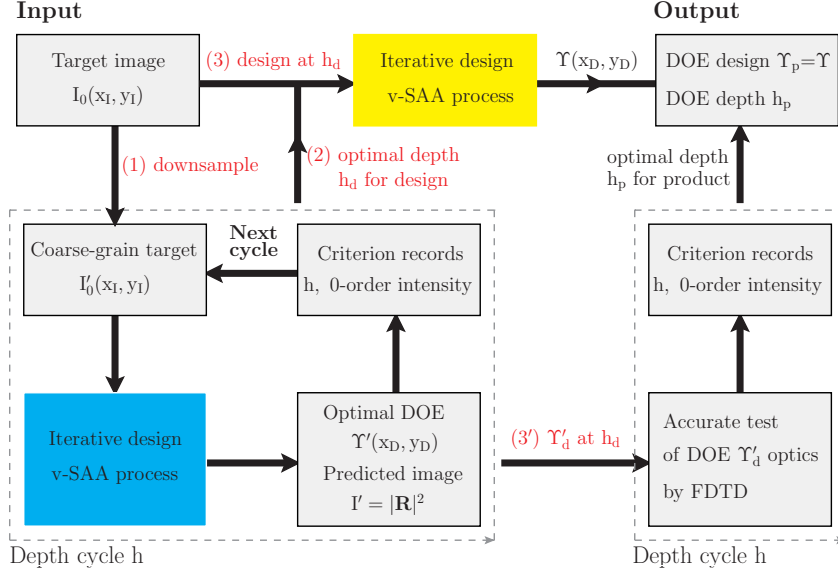 Input
Output
Target image
I₀(x_I, y_I)
(3) design at h_d
Iterative design
v-SAA process
ϒ(x_D, y_D)
DOE design ϒ_p=ϒ
DOE depth h_p
(1) downsample
(2) optimal depth
h_d for design
optimal depth
h_p for product
Coarse-grain target
I′₀(x_I, y_I)
Next
cycle
Criterion records
h, 0-order intensity
Criterion records
h, 0-order intensity
Iterative design
v-SAA process
Optimal DOE
ϒ′(x_D, y_D)
Predicted image
I′ = |R|²
(3′) ϒ′_d at h_d
Accurate test
of DOE ϒ′_d optics
by FDTD
Depth cycle h
Depth cycle h